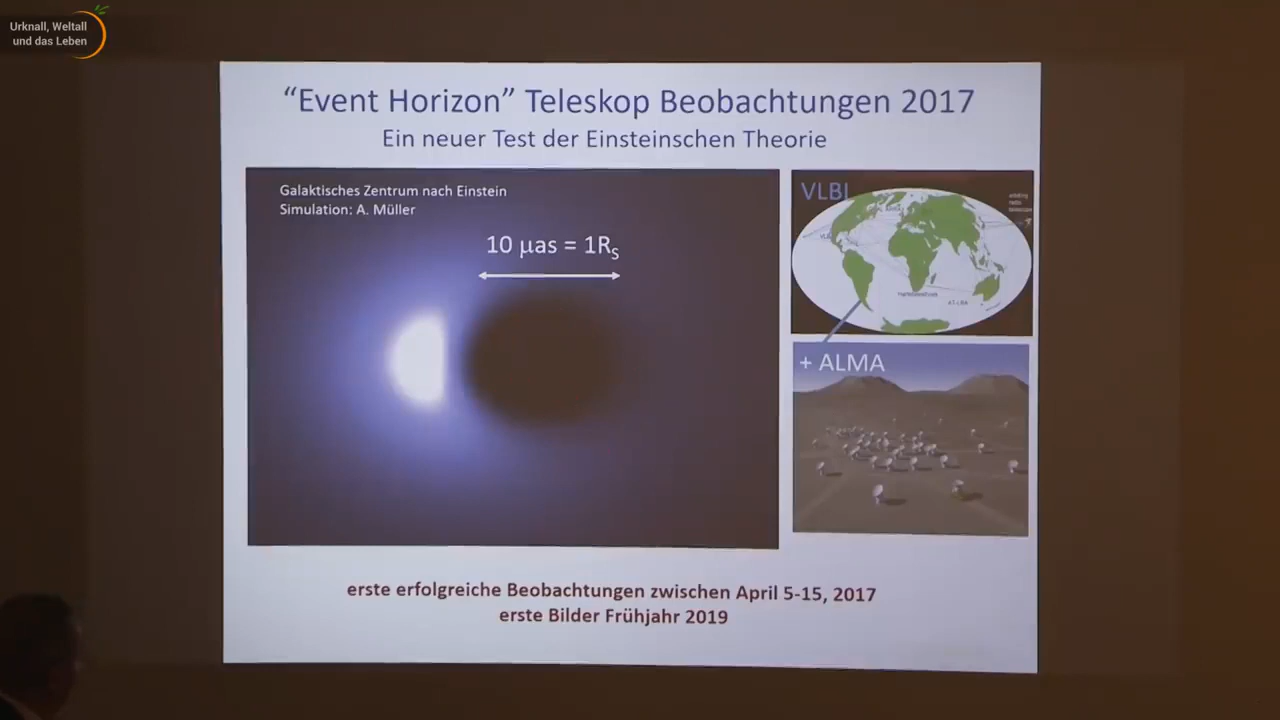 Urknall, Weltall
und das Leben
“Event Horizon” Teleskop Beobachtungen 2017
Ein neuer Test der Einsteinschen Theorie
Galaktisches Zentrum nach Einstein
Simulation: A. Müller
10 μas = 1R_S
VLBI
+ ALMA
erste erfolgreiche Beobachtungen zwischen April 5-15, 2017
erste Bilder Frühjahr 2019